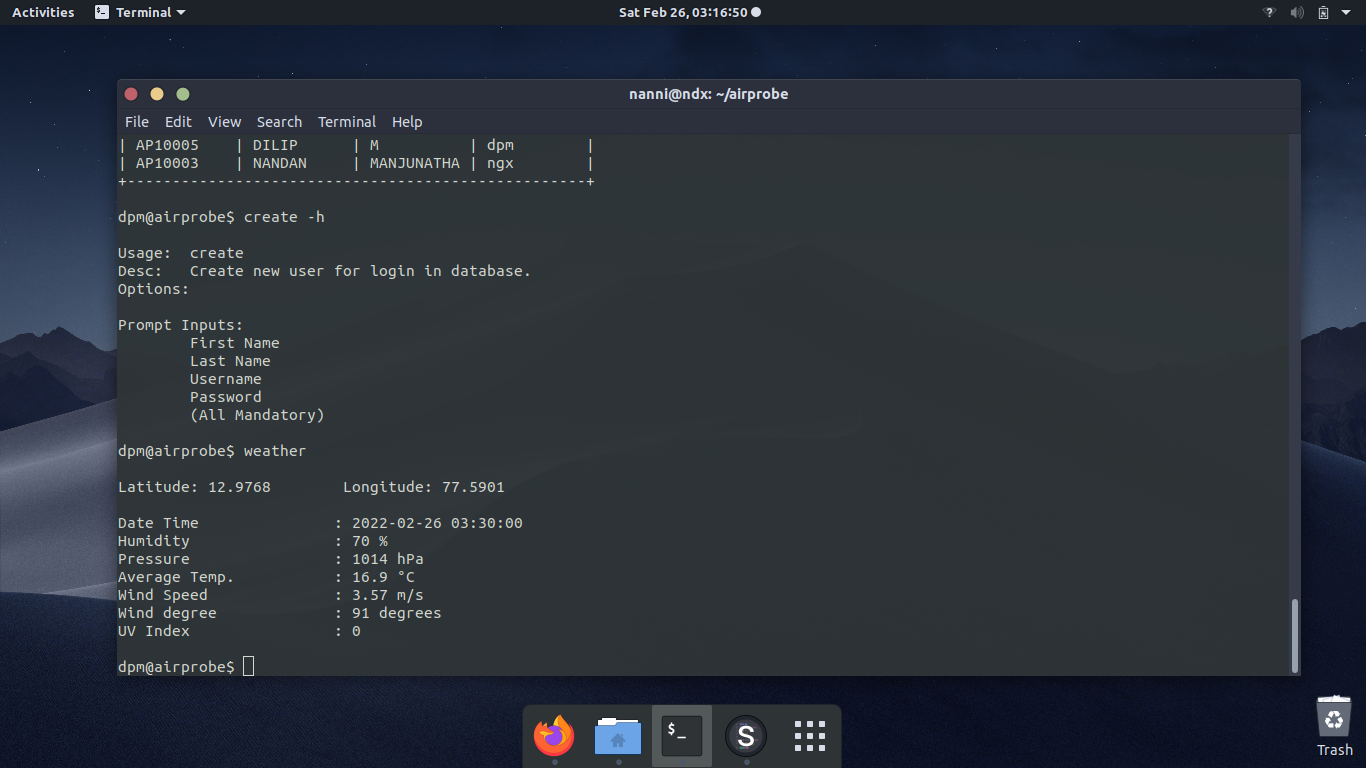 Activities Terminal Sat Feb 26, 03:16:50
nanni@ndx: ~/airprobe
File Edit View Search Terminal Help
| AP10005    | DILIP      | M          | dpm        |
| AP10003    | NANDAN     | MANJUNATHA | ngx        |
+---------------------------------------------------+
dpm@airprobe$ create -h
Usage:  create
Desc:   Create new user for login in database.
Options:
Prompt Inputs:
        First Name
        Last Name
        Username
        Password
        (All Mandatory)
dpm@airprobe$ weather
Latitude: 12.9768        Longitude: 77.5901
Date Time               : 2022-02-26 03:30:00
Humidity                : 70 %
Pressure                : 1014 hPa
Average Temp.           : 16.9 °C
Wind Speed              : 3.57 m/s
Wind degree             : 91 degrees
UV Index                : 0
dpm@airprobe$
$_
S
Trash